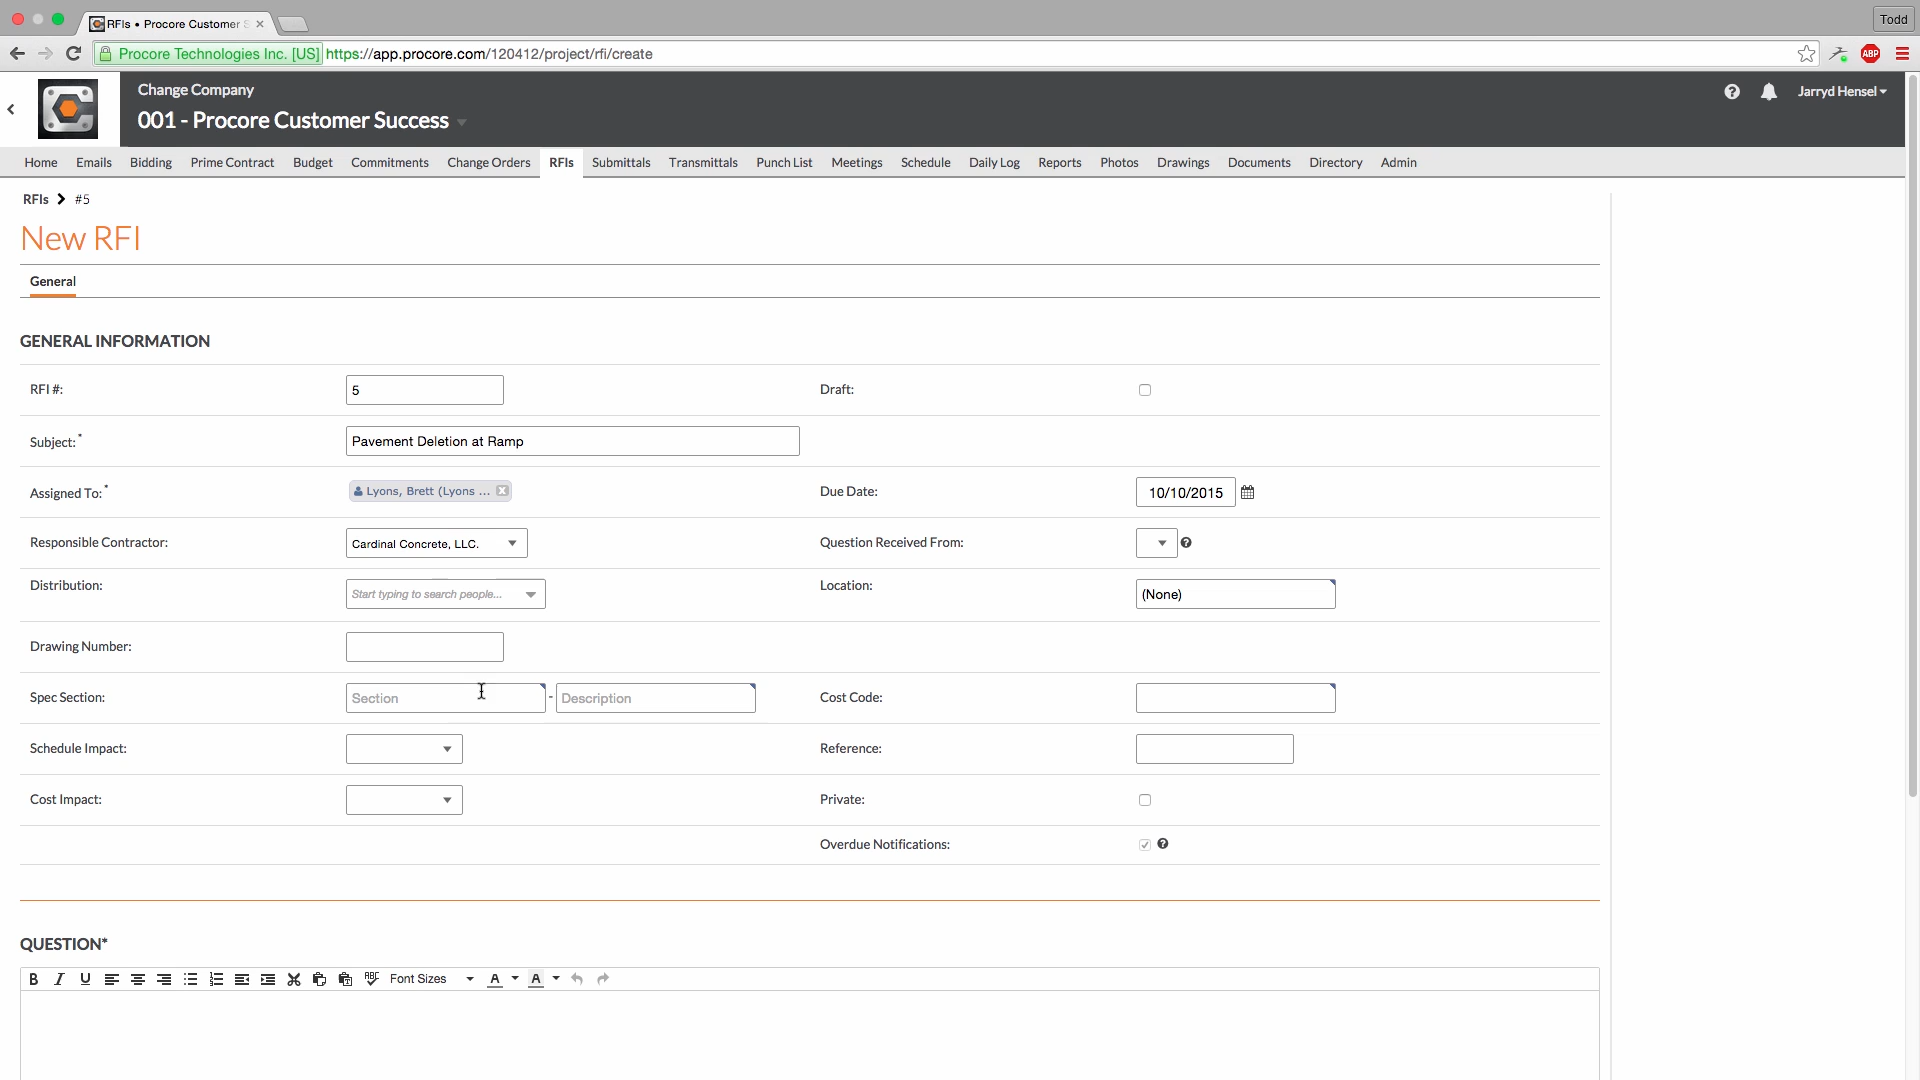 RFIs • Procore Customer S
Todd
Procore Technologies Inc. [US] https://app.procore.com/120412/project/rfi/create
ABP
Change Company
001 - Procore Customer Success
Jarryd Hensel
Home Emails Bidding Prime Contract Budget Commitments Change Orders RFIs Submittals Transmittals Punch List Meetings Schedule Daily Log Reports Photos Drawings Documents Directory Admin
RFIs #5
New RFI
General
GENERAL INFORMATION
RFI #: 5 Draft:
Subject:* Pavement Deletion at Ramp
Assigned To:* Lyons, Brett (Lyons ... Due Date: 10/10/2015
Responsible Contractor: Cardinal Concrete, LLC. Question Received From:
Distribution: Start typing to search people... Location: (None)
Drawing Number:
Spec Section: Section - Description Cost Code:
Schedule Impact: Reference:
Cost Impact: Private:
Overdue Notifications:
QUESTION*
B I U ABC Font Sizes A A